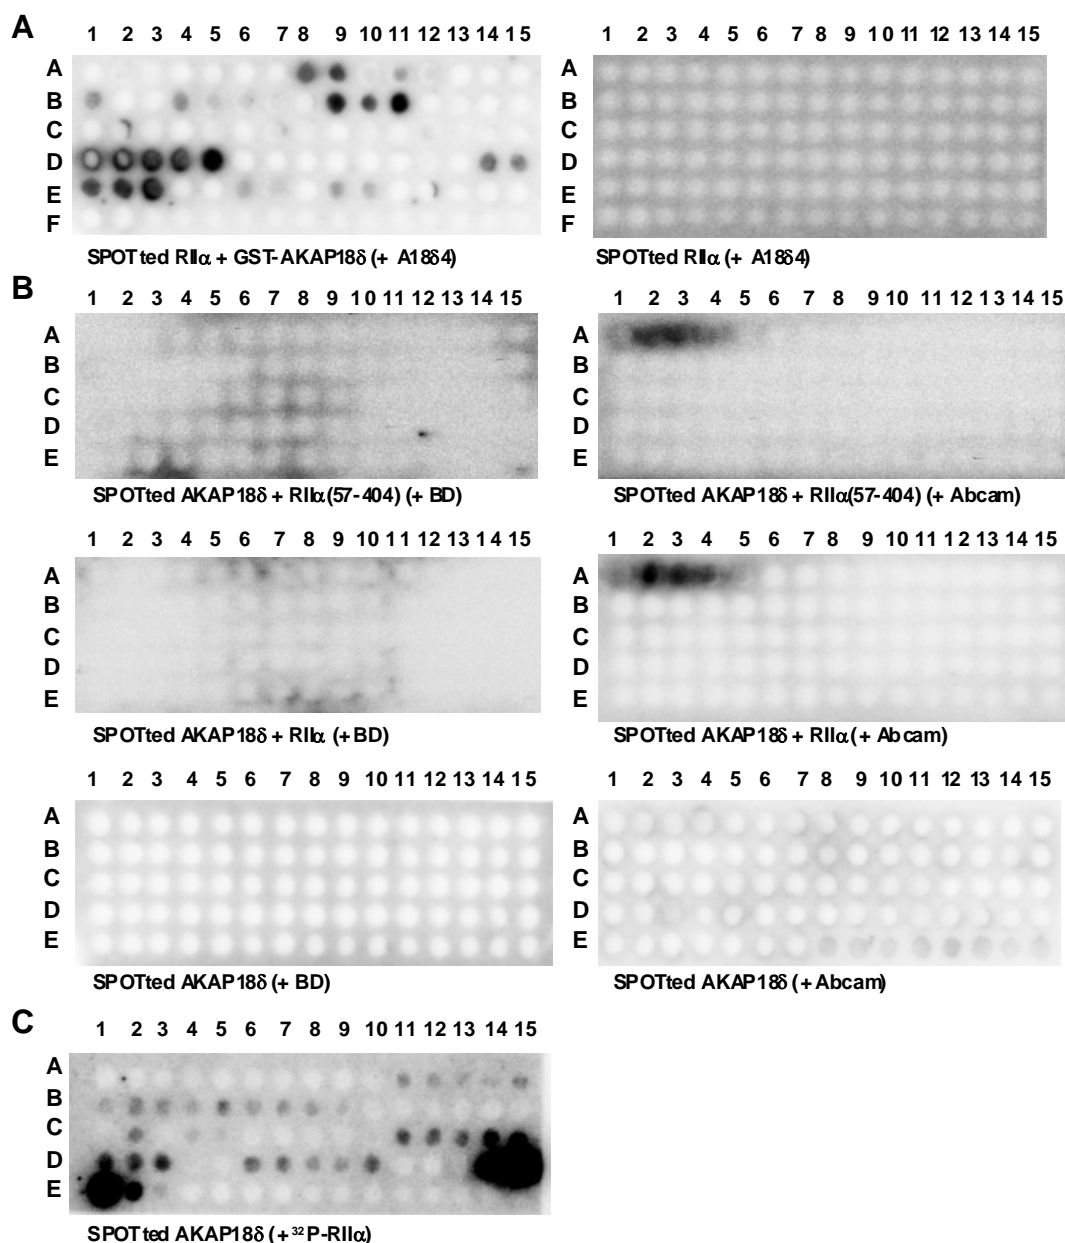 A
1 2 3 4 5 6 7 8 9 10 11 12 13 14 15
A
B
C
D
E
F
SPOTted RIIα + GST-AKAP18δ (+ A18δ4)
1 2 3 4 5 6 7 8 9 10 11 12 13 14 15
A
B
C
D
E
F
SPOTted RIIα (+ A18δ4)
B
1 2 3 4 5 6 7 8 9 10 11 12 13 14 15
A
B
C
D
E
SPOTted AKAP18δ + RIIα(57-404) (+ BD)
1 2 3 4 5 6 7 8 9 10 11 12 13 14 15
A
B
C
D
E
SPOTted AKAP18δ + RIIα(57-404) (+ Abcam)
1 2 3 4 5 6 7 8 9 10 11 12 13 14 15
A
B
C
D
E
SPOTted AKAP18δ + RIIα (+BD)
1 2 3 4 5 6 7 8 9 10 11 12 13 14 15
A
B
C
D
E
SPOTted AKAP18δ + RIIα (+ Abcam)
1 2 3 4 5 6 7 8 9 10 11 12 13 14 15
A
B
C
D
E
SPOTted AKAP18δ (+ BD)
1 2 3 4 5 6 7 8 9 10 11 12 13 14 15
A
B
C
D
E
SPOTted AKAP18δ (+ Abcam)
C
1 2 3 4 5 6 7 8 9 10 11 12 13 14 15
A
B
C
D
E
SPOTted AKAP18δ (+ ³²P-RIIα)